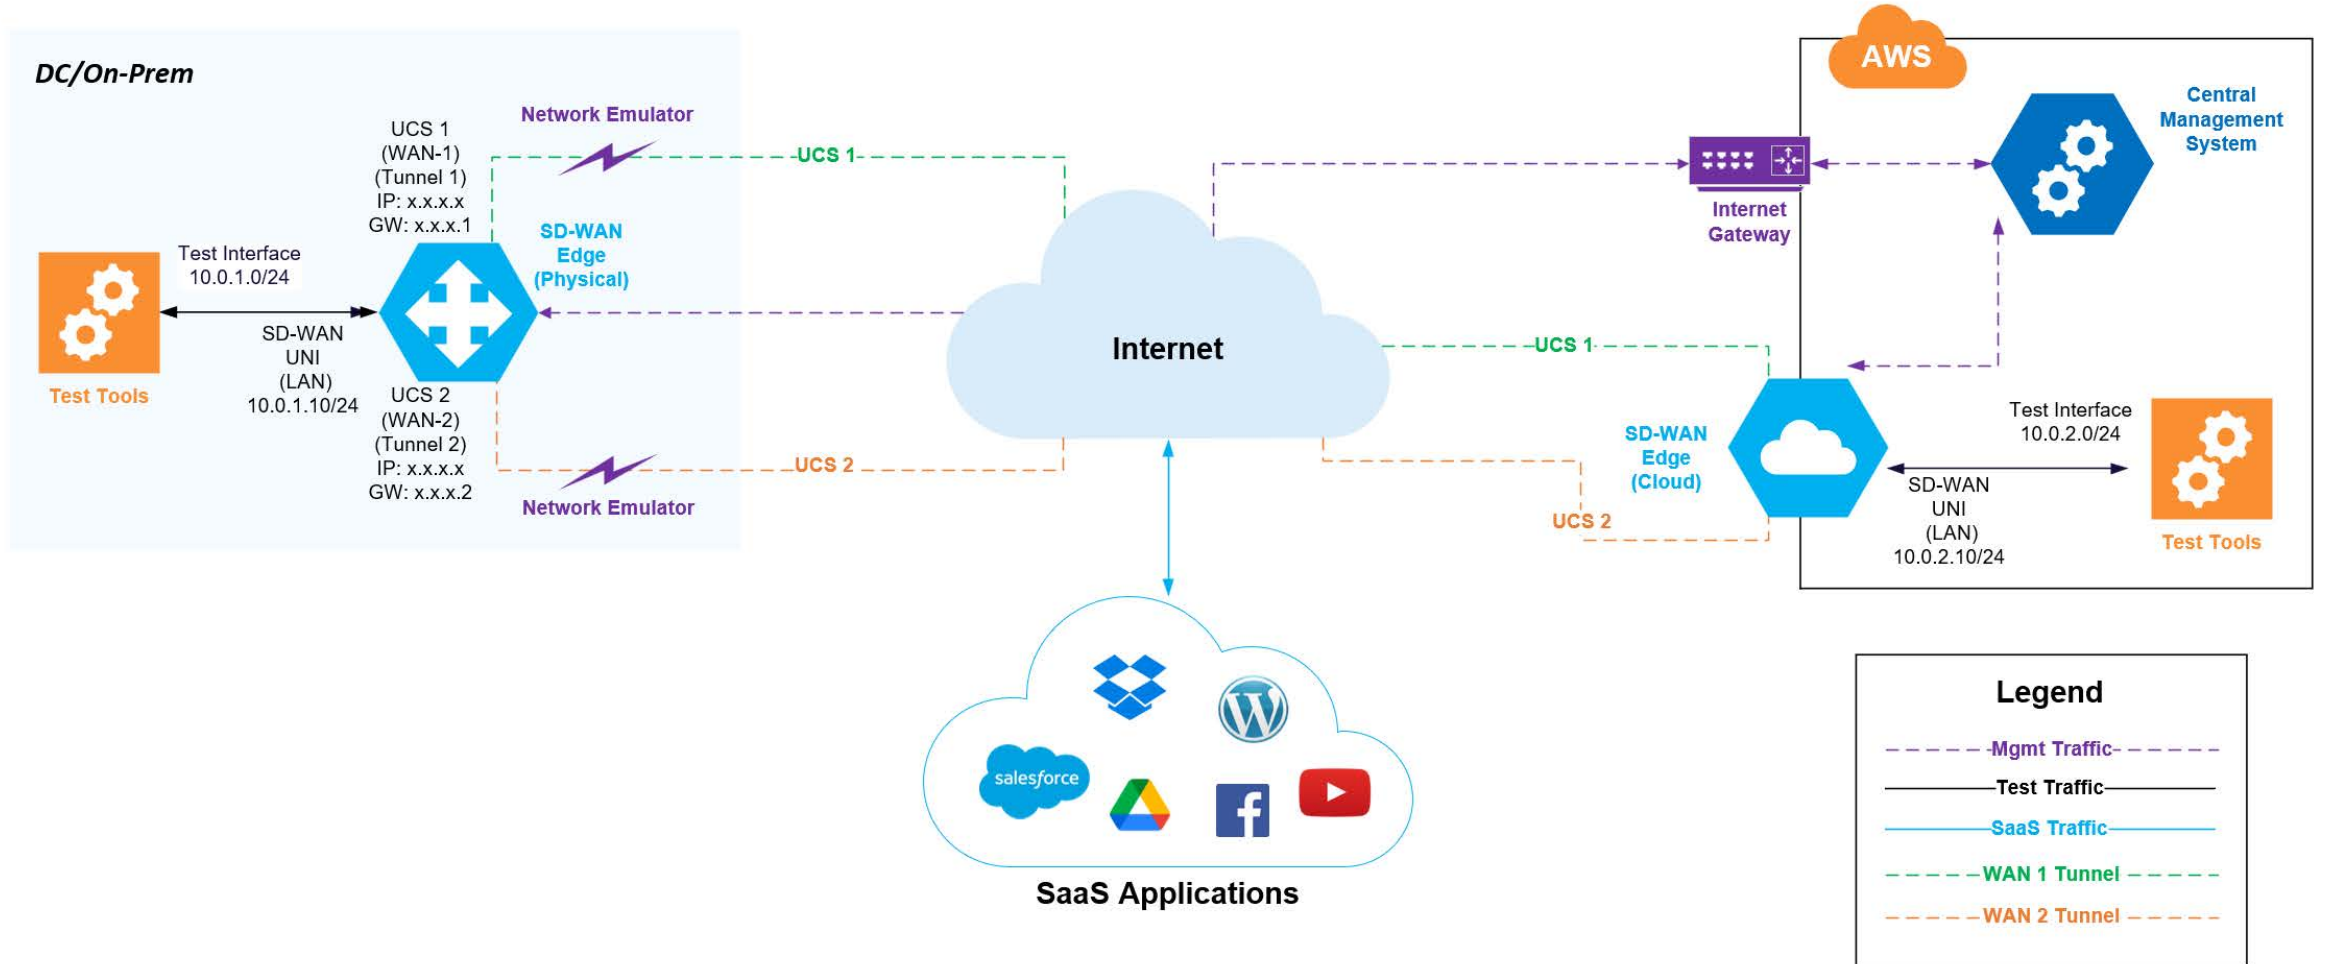 DC/On-Prem
UCS 1
(WAN-1)
(Tunnel 1)
IP: x.x.x.x
GW: x.x.x.1
Network Emulator
UCS 1
SD-WAN
Edge
(Physical)
Test Interface
10.0.1.0/24
SD-WAN
UNI
(LAN)
10.0.1.10/24
Test Tools
UCS 2
(WAN-2)
(Tunnel 2)
IP: x.x.x.x
GW: x.x.x.2
UCS 2
Network Emulator
Internet
AWS
Central
Management
System
Internet
Gateway
UCS 1
SD-WAN
Edge
(Cloud)
UCS 2
Test Interface
10.0.2.0/24
SD-WAN
UNI
(LAN)
10.0.2.10/24
Test Tools
salesforce
SaaS Applications
Legend
Mgmt Traffic
Test Traffic
SaaS Traffic
WAN 1 Tunnel
WAN 2 Tunnel